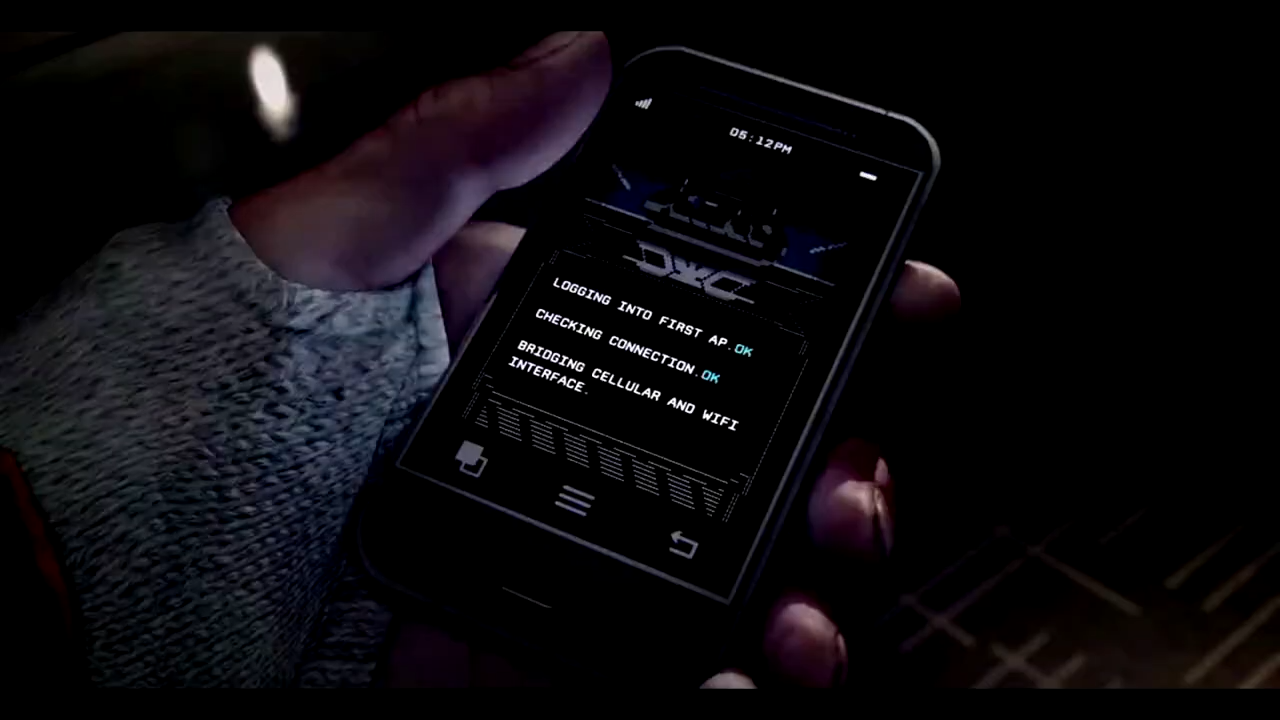 05:12PM
LOGGING INTO FIRST AP.OK
CHECKING CONNECTION.OK
BRIDGING CELLULAR AND WIFI
INTERFACE.